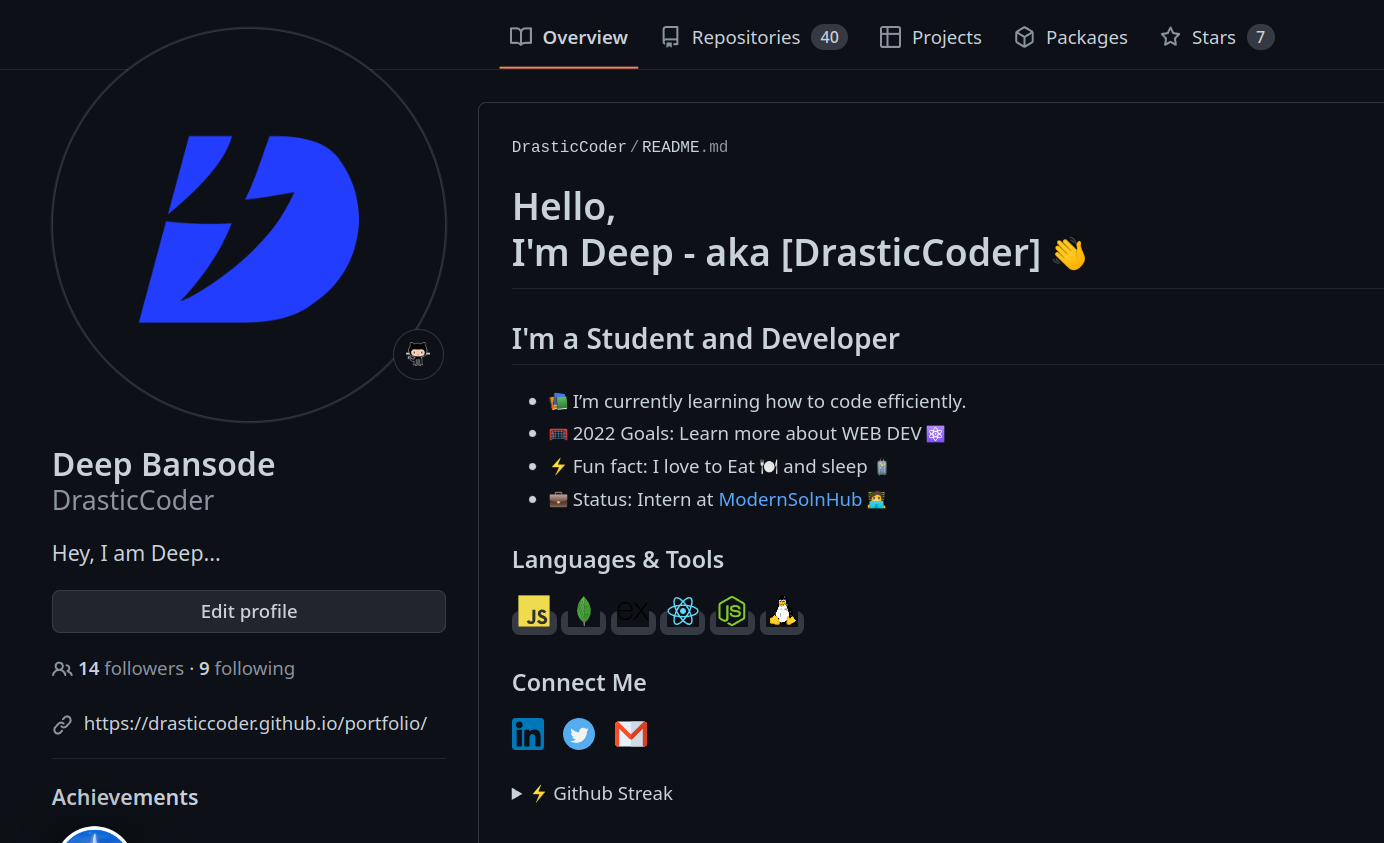 Overview Repositories 40 Projects Packages Stars 7
Deep Bansode
DrasticCoder
Hey, I am Deep...
Edit profile
14 followers · 9 following
https://drasticcoder.github.io/portfolio/
Achievements
DrasticCoder/README.md
Hello,
I'm Deep - aka [DrasticCoder] 👋
I'm a Student and Developer
I’m currently learning how to code efficiently.
2022 Goals: Learn more about WEB DEV ⚛️
⚡ Fun fact: I love to Eat 🍽️ and sleep
💼 Status: Intern at ModernSolnHub 🧑‍💻
Languages & Tools
JS ex JS
Connect Me
in
▶ ⚡ Github Streak